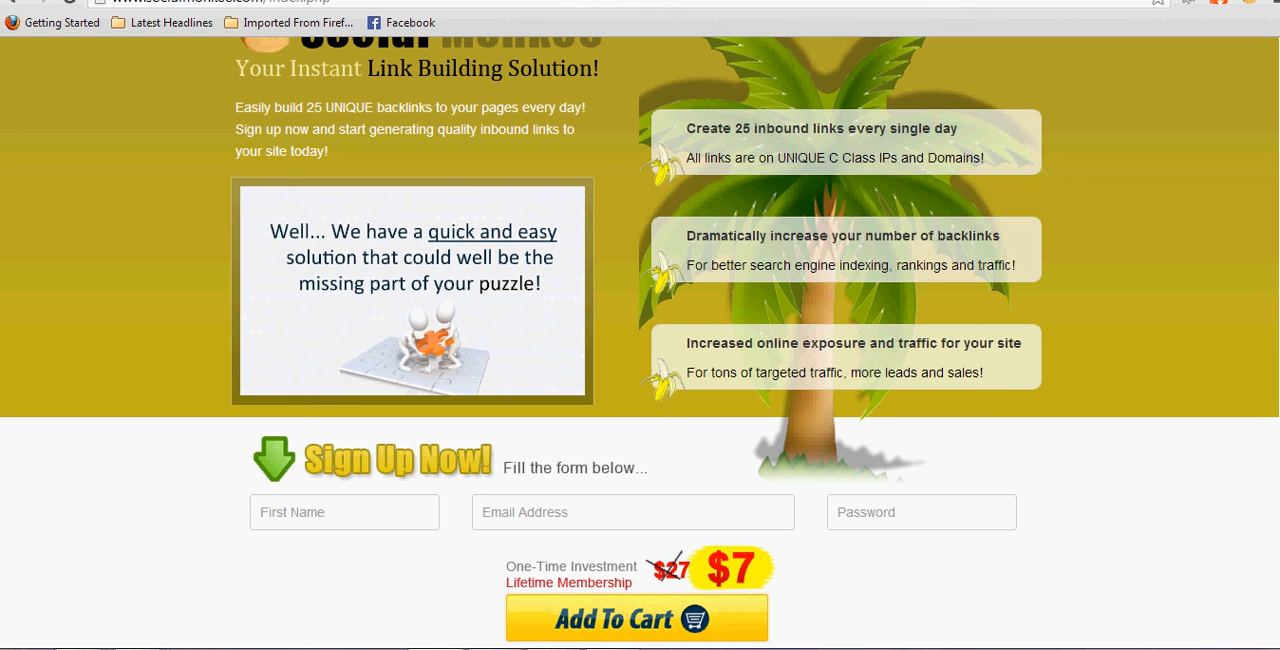 Getting Started Latest Headlines Imported From Firef... Facebook
Your Instant Link Building Solution!
Easily build 25 UNIQUE backlinks to your pages every day!
Sign up now and start generating quality inbound links to
your site today!
Well... We have a quick and easy
solution that could well be the
missing part of your puzzle!
Create 25 inbound links every single day
All links are on UNIQUE C Class IPs and Domains!
Dramatically increase your number of backlinks
For better search engine indexing, rankings and traffic!
Increased online exposure and traffic for your site
For tons of targeted traffic, more leads and sales!
Sign Up Now! Fill the form below...
First Name Email Address Password
One-Time Investment $27 $7
Lifetime Membership
Add To Cart